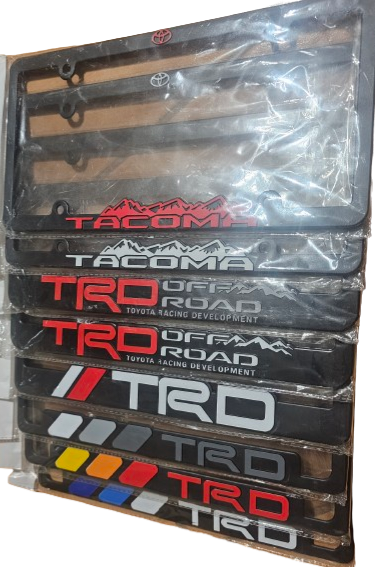 TACOMA
TACOMA
TRD OFF
ROAD
TOYOTA RACING DEVELOPMENT
TRD OFF
ROAD
TOYOTA RACING DEVELOPMENT
TRD
TRD
TRD
TRD